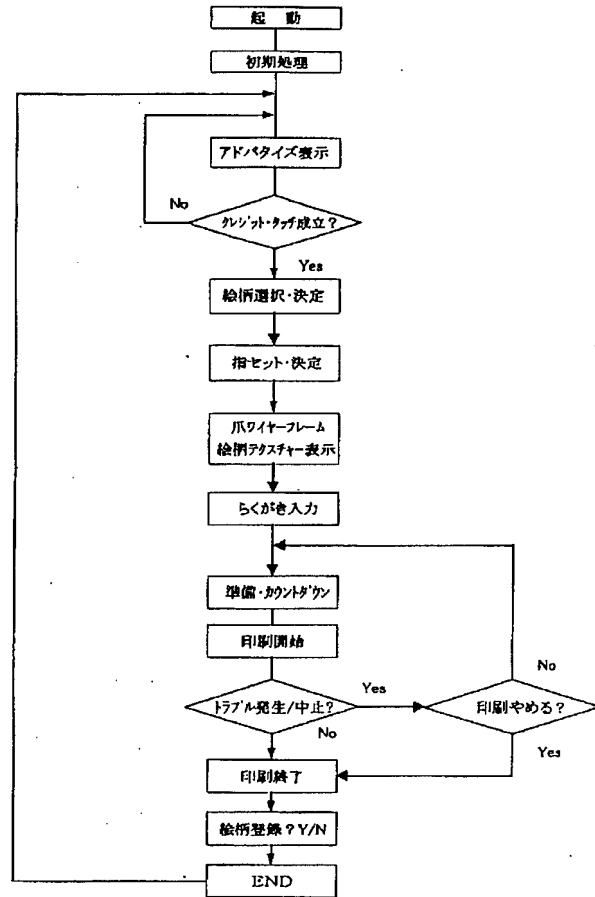 起 動
初期処理
アドバタイズ表示
No
クレジット・タッチ成立?
Yes
絵柄選択・決定
指セット・決定
爪ワイヤーフレーム
絵柄テクスチャー表示
らくがき入力
準備・カウントダウン
印刷開始
No
トラブル発生/中止?
Yes
印刷やめる?
No
Yes
印刷終了
絵柄登録?Y/N
END